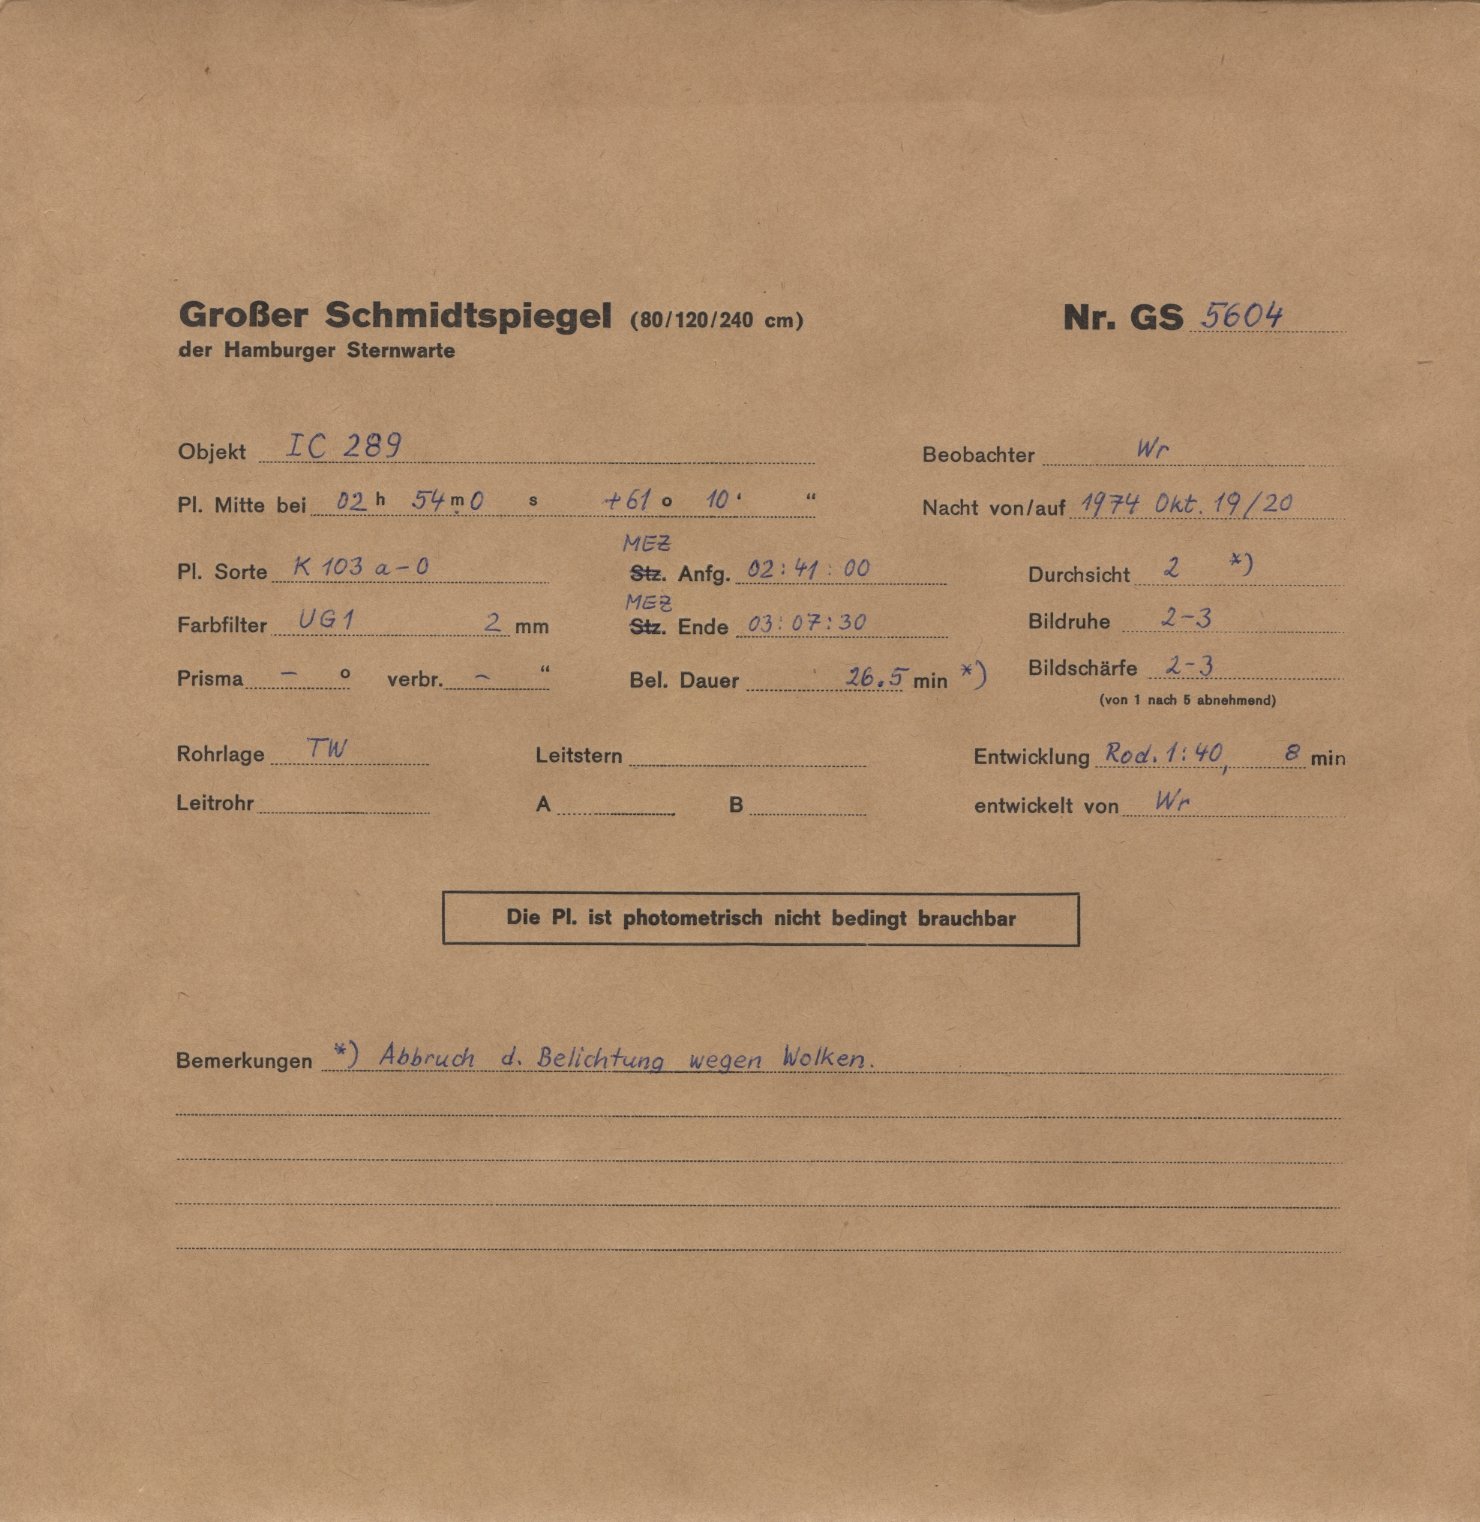 Großer Schmidtspiegel (80/120/240 cm) Nr. GS 5604
der Hamburger Sternwarte
Objekt IC 289 Beobachter Wr
Pl. Mitte bei 02 h 54 m. 0 s +61 o 10 ‘ “ Nacht von/auf 1974 Okt. 19/20
MEZ
Pl. Sorte K 103 a-0 Stz. Anfg. 02:41:00 Durchsicht 2 *)
MEZ
Farbfilter UG1 2 mm Stz. Ende 03:07:30 Bildruhe 2-3
Prisma – o verbr. – “ Bel. Dauer 26.5 min *) Bildschärfe 2-3
(von 1 nach 5 abnehmend)
Rohrlage TW Leitstern Entwicklung Rod. 1:40, 8 min
Leitrohr A B entwickelt von Wr
Die Pl. ist photometrisch nicht bedingt brauchbar
Bemerkungen *) Abbruch d. Belichtung wegen Wolken.